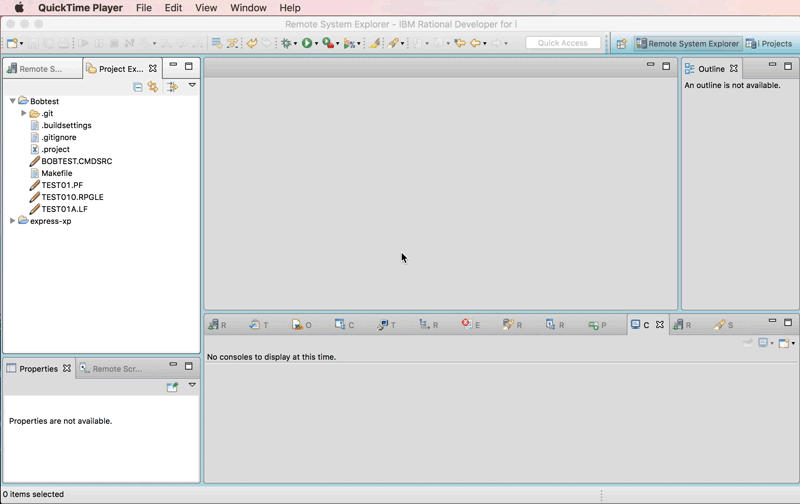 QuickTime Player File Edit View Window Help
Remote System Explorer - IBM Rational Developer for i
Quick Access
Remote System Explorer
i Projects
Remote S...
Project Ex...
Outline
An outline is not available.
Bobtest
.git
.buildsettings
.gitignore
.project
BOBTEST.CMDSRC
Makefile
TEST01.PF
TEST010.RPGLE
TEST01A.LF
express-xp
R T O C T R E R R P C R S
No consoles to display at this time.
Properties
Remote Scr...
Properties are not available.
0 items selected